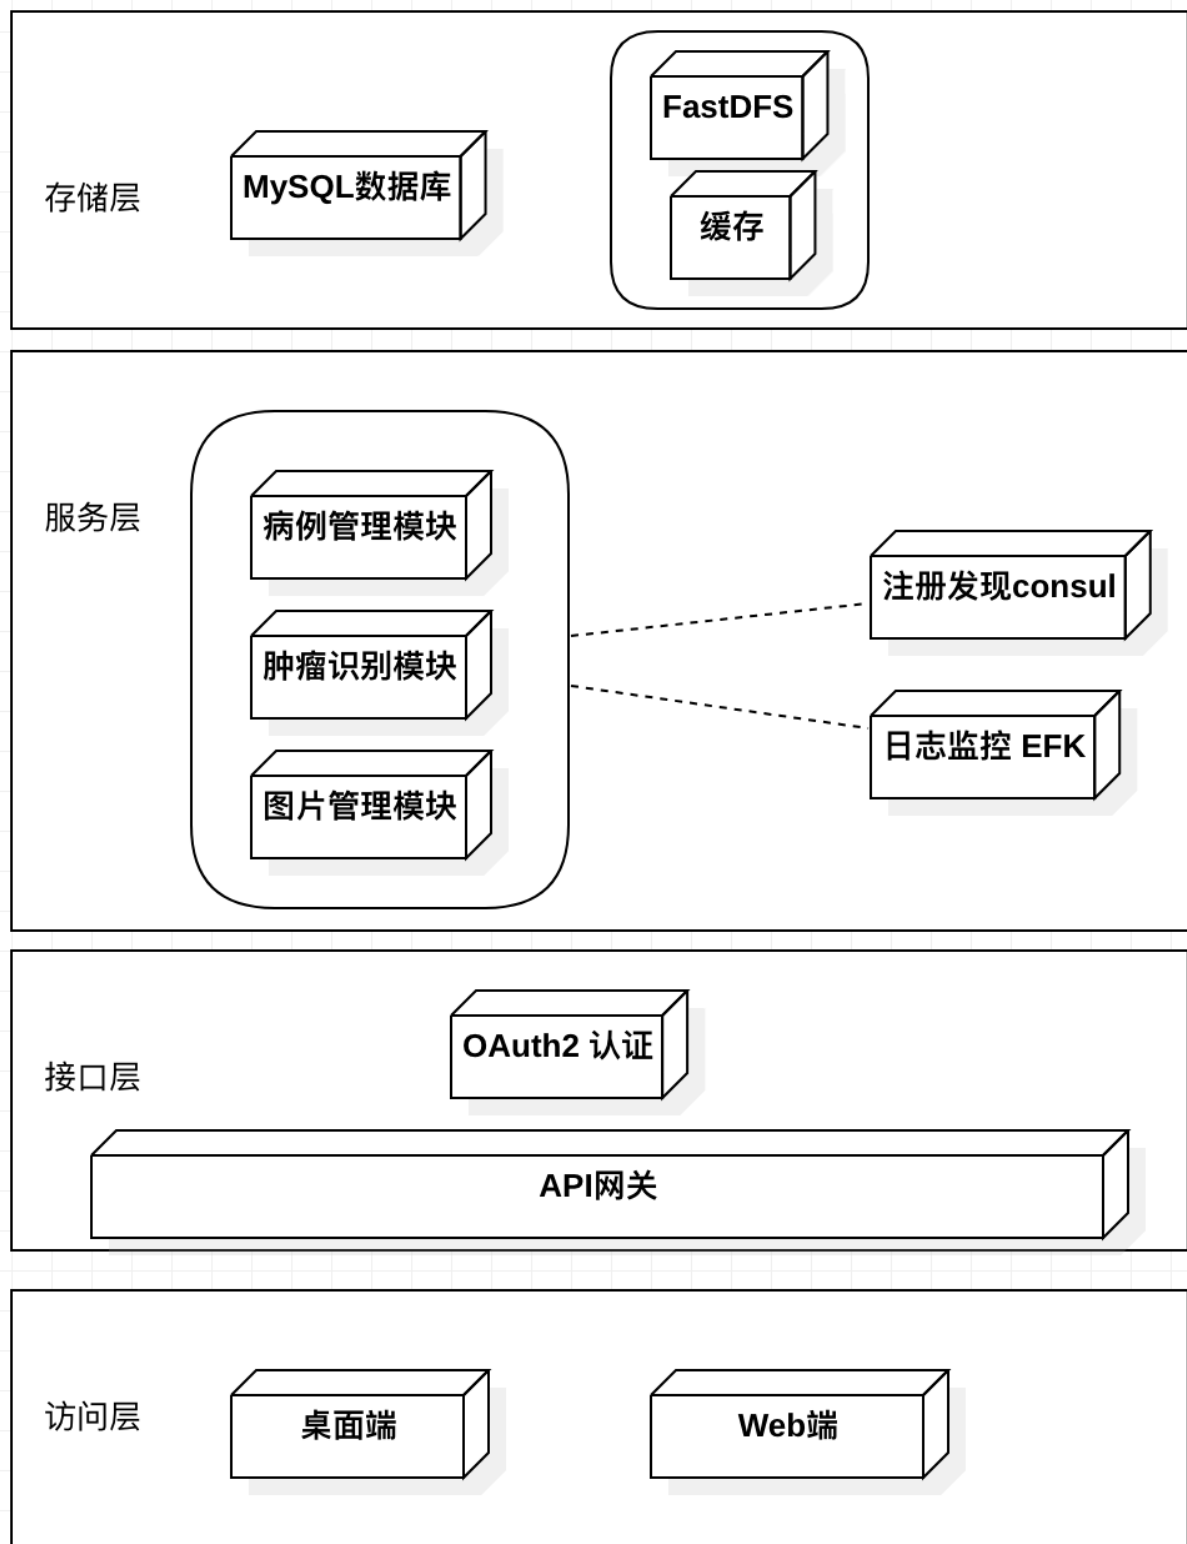 FastDFS
MySQL数据库
存储层
缓存
服务层
病例管理模块
注册发现consul
肿瘤识别模块
日志监控 EFK
图片管理模块
接口层
OAuth2 认证
API网关
访问层
桌面端
Web端